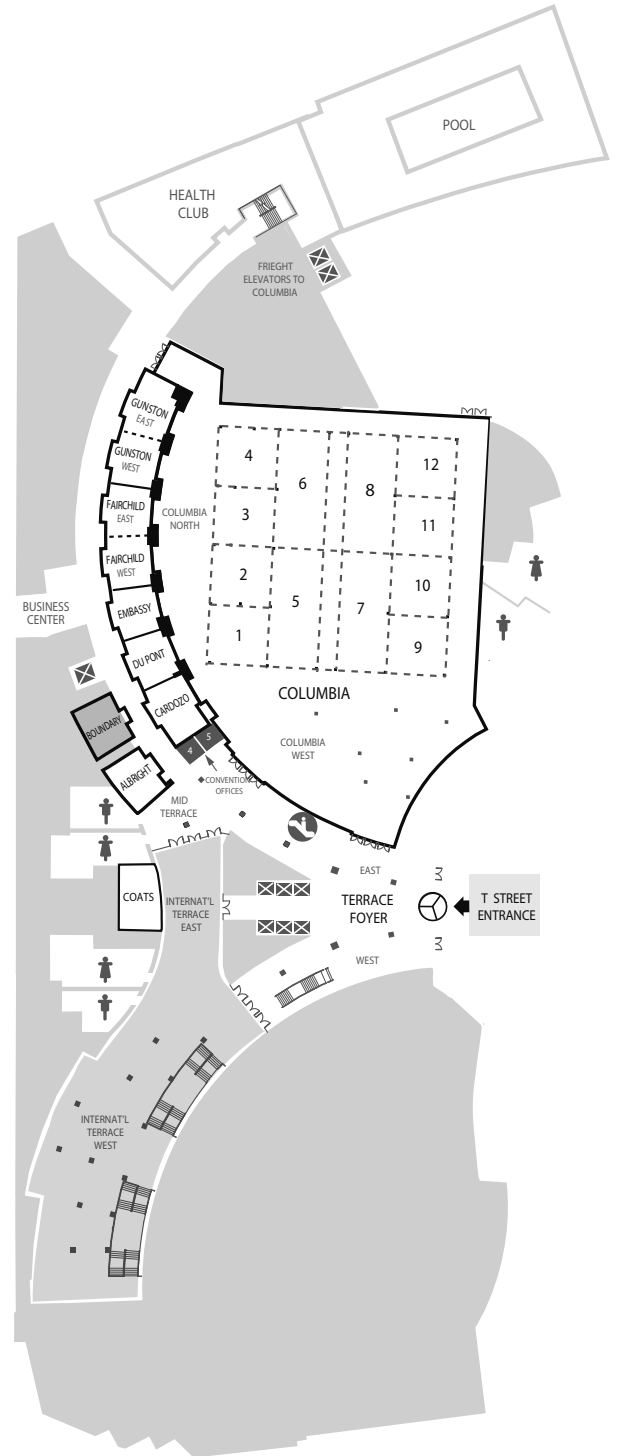 POOL
HEALTH
CLUB
FRIEGHT
ELEVATORS TO
COLUMBIA
GUNSTON
EAST
GUNSTON
WEST
FAIRCHILD
EAST
FAIRCHILD
WEST
EMBASSY
DU PONT
CARDOZO
COLUMBIA
NORTH
4
6
8
12
3
11
2
5
7
10
1
9
COLUMBIA
COLUMBIA
WEST
BUSINESS
CENTER
BOUNDARY
ALBRIGHT
4
5
CONVENTION
OFFICES
MID
TERRACE
COATS
INTERNAT'L
TERRACE
EAST
EAST
TERRACE
FOYER
WEST
T STREET
ENTRANCE
INTERNAT'L
TERRACE
WEST